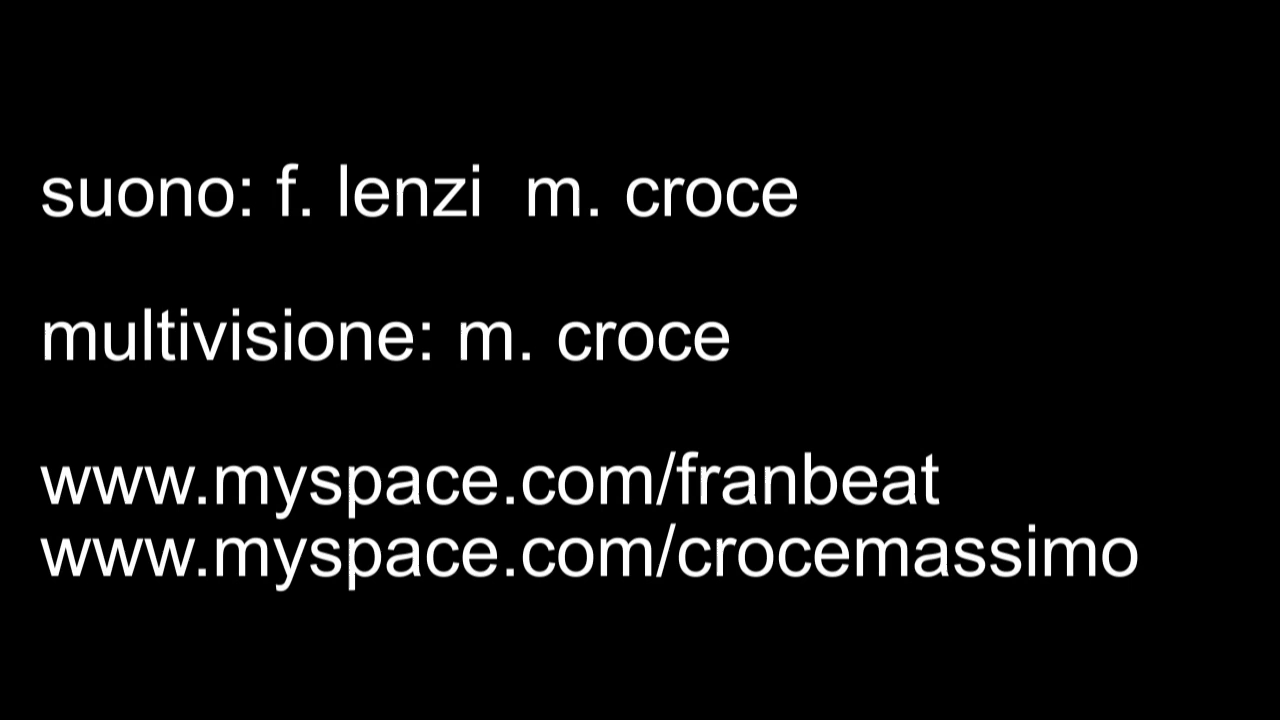 suono: f. lenzi  m. croce
multivisione: m. croce
www.myspace.com/franbeat
www.myspace.com/crocemassimo